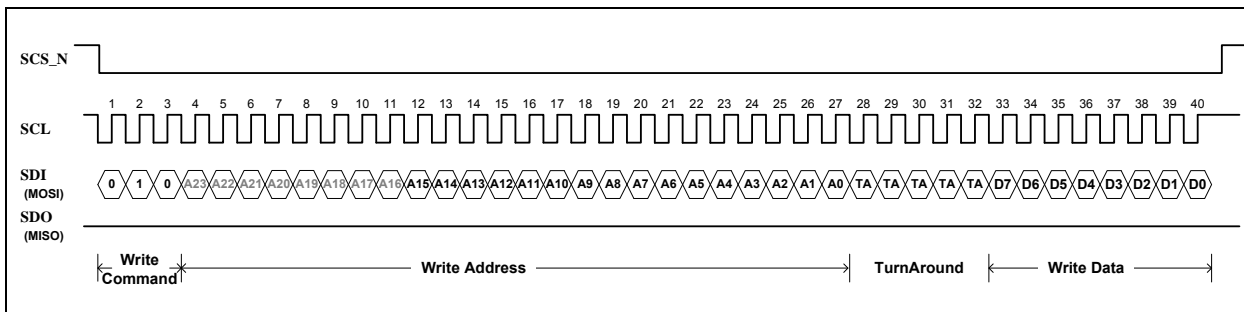 SCS_N
1 2 3 4 5 6 7 8 9 10 11 12 13 14 15 16 17 18 19 20 21 22 23 24 25 26 27 28 29 30 31 32 33 34 35 36 37 38 39 40
SCL
SDI
0 1 0 A23 A22 A21 A20 A19 A18 A17 A16 A15 A14 A13 A12 A11 A10 A9 A8 A7 A6 A5 A4 A3 A2 A1 A0 TA TA TA TA TA D7 D6 D5 D4 D3 D2 D1 D0
(MOSI)
SDO
(MISO)
Write
Command
Write Address
TurnAround
Write Data